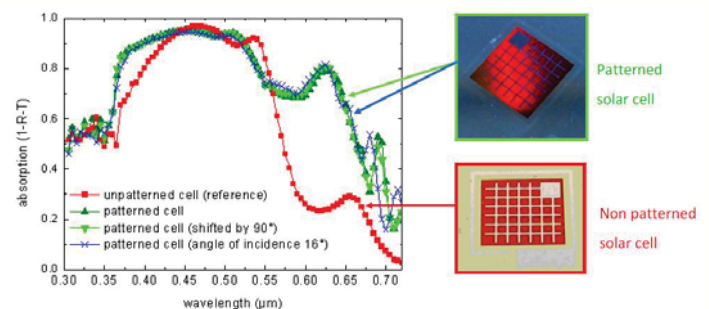 1.0
0.8
0.6
0.4
0.2
0.0
absorption (1-R-T)
unpatterned cell (reference)
patterned cell
patterned cell (shifted by 90°)
patterned cell (angle of incidence 16°)
0.30 0.35 0.40 0.45 0.50 0.55 0.60 0.65 0.70
wavelength (μm)
Patterned
solar cell
Non patterned
solar cell